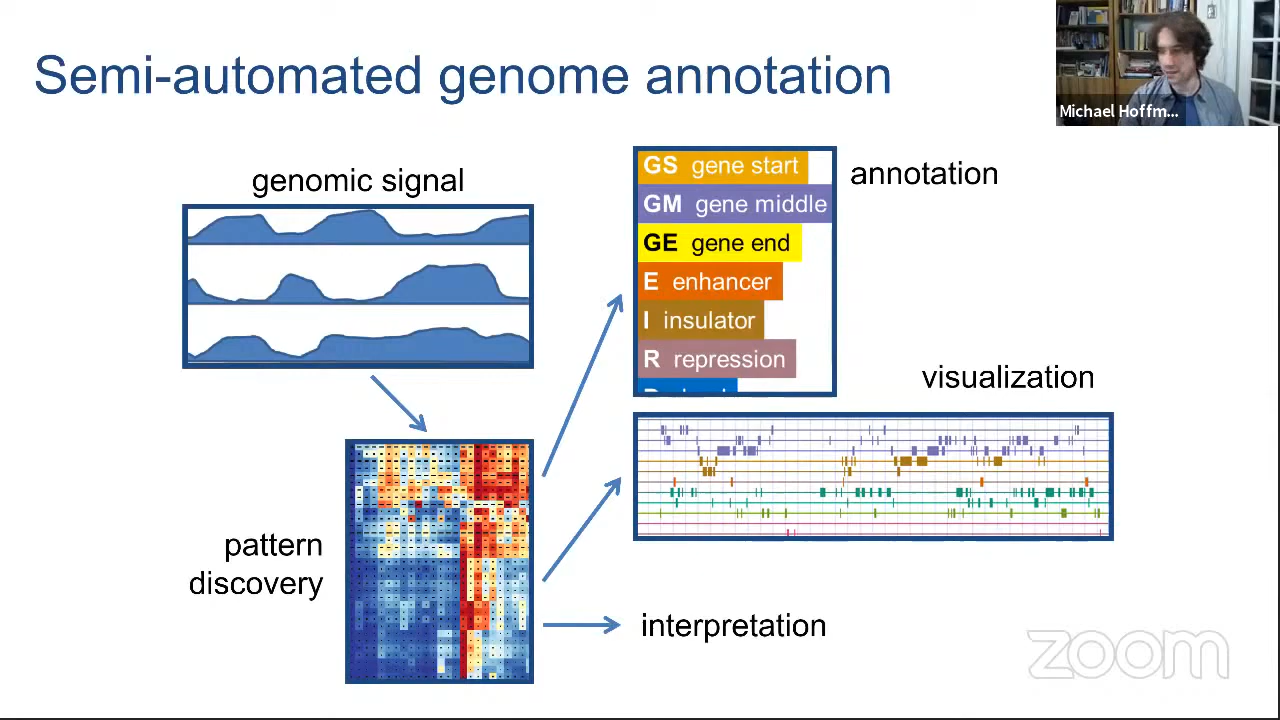 Semi-automated genome annotation
Michael Hoffm...
genomic signal
GS gene start
GM gene middle
GE gene end
E enhancer
I insulator
R repression
annotation
visualization
pattern
discovery
interpretation
zoom